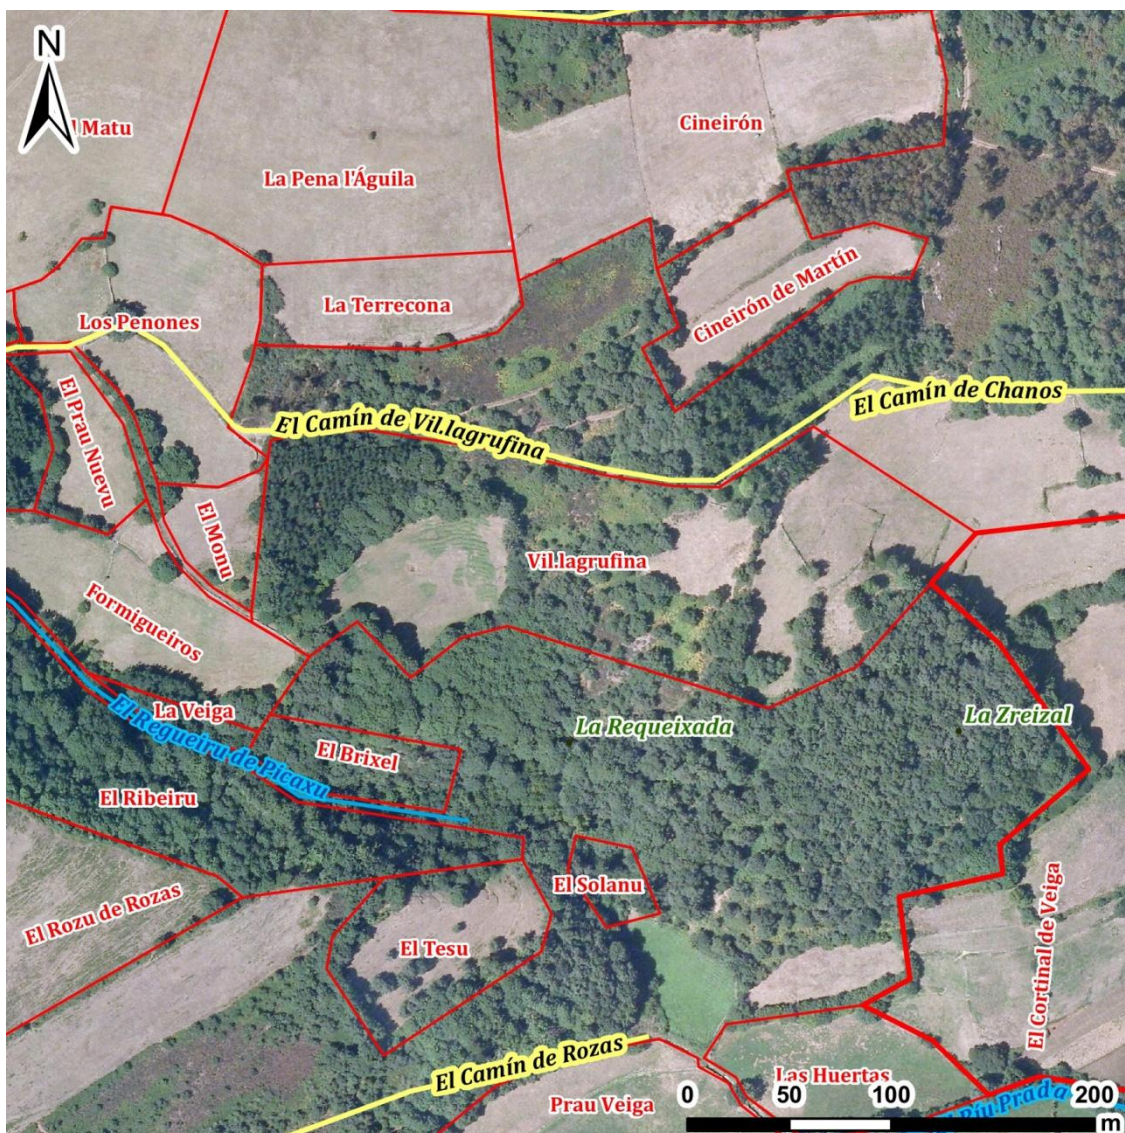 N
l Matu
Cineirón
La Pena l'Águila
Cineirón de Martín
La Terrecona
Los Penones
El Prau Nuevu
El Camín de Vil.lagrufina
El Camín de Chanos
El Monu
Vil.lagrufina
Formigueiros
La Veiga
El Regueiru de Picaxu
La Requeixada
La Zreizal
El Brixel
El Ribeiru
El Solanu
El Rozu de Rozas
El Tesu
El Cortinal de Veiga
El Camín de Rozas
Las Huertas
Prau Veiga
Ríu Prada
0 50 100 200
m